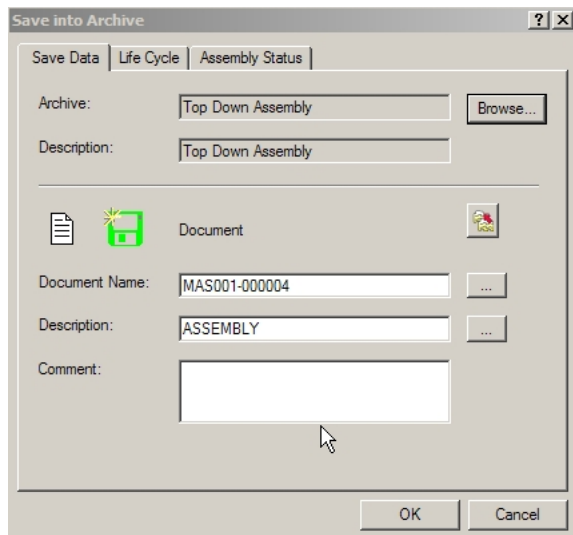 Save into Archive
Save Data Life Cycle Assembly Status
Archive: Top Down Assembly Browse...
Description: Top Down Assembly
Document
Document Name: MAS001-000004 ...
Description: ASSEMBLY ...
Comment:
OK Cancel